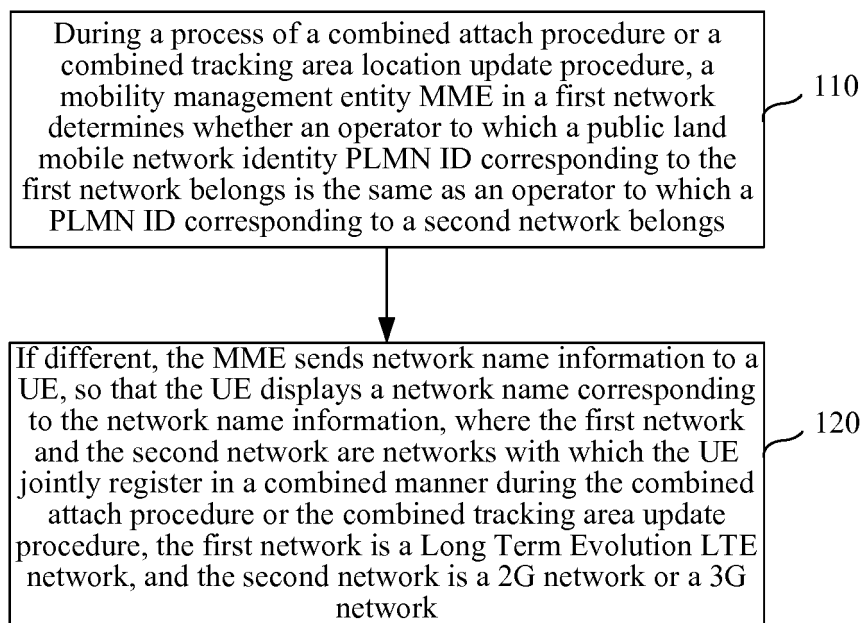 During a process of a combined attach procedure or a
combined tracking area location update procedure, a
mobility management entity MME in a first network
determines whether an operator to which a public land
mobile network identity PLMN ID corresponding to the
first network belongs is the same as an operator to which a
PLMN ID corresponding to a second network belongs
110
If different, the MME sends network name information to a
UE, so that the UE displays a network name corresponding
to the network name information, where the first network
and the second network are networks with which the UE
jointly register in a combined manner during the combined
attach procedure or the combined tracking area update
procedure, the first network is a Long Term Evolution LTE
network, and the second network is a 2G network or a 3G
network
120